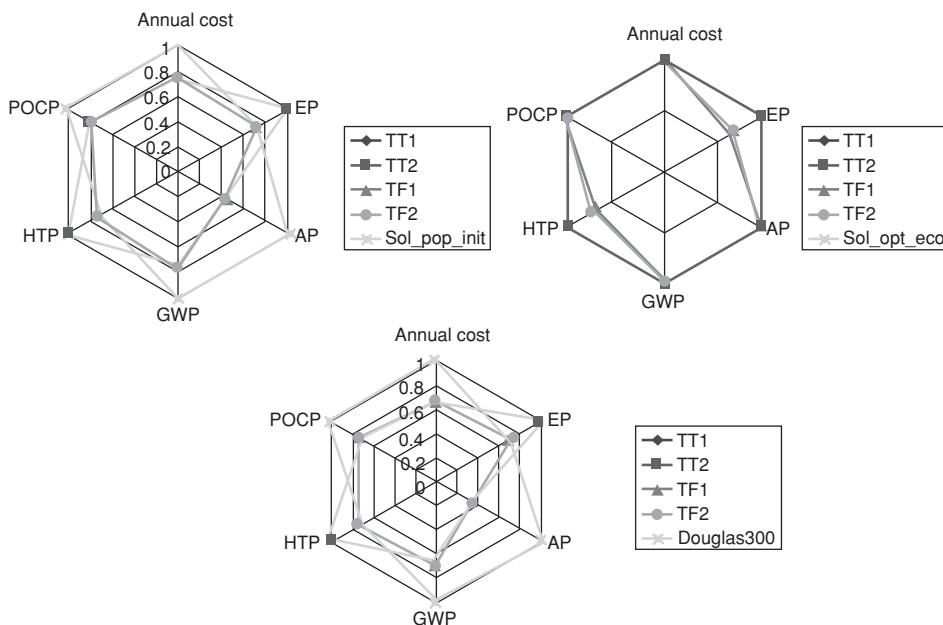 Annual cost
1
0.8
0.6
0.4
0.2
0
EP
AP
GWP
HTP
POCP
TT1
TT2
TF1
TF2
Sol_pop_init
Annual cost
EP
AP
GWP
HTP
POCP
TT1
TT2
TF1
TF2
Sol_opt_eco
Annual cost
1
0.8
0.6
0.4
0.2
0
EP
AP
GWP
HTP
POCP
TT1
TT2
TF1
TF2
Douglas300